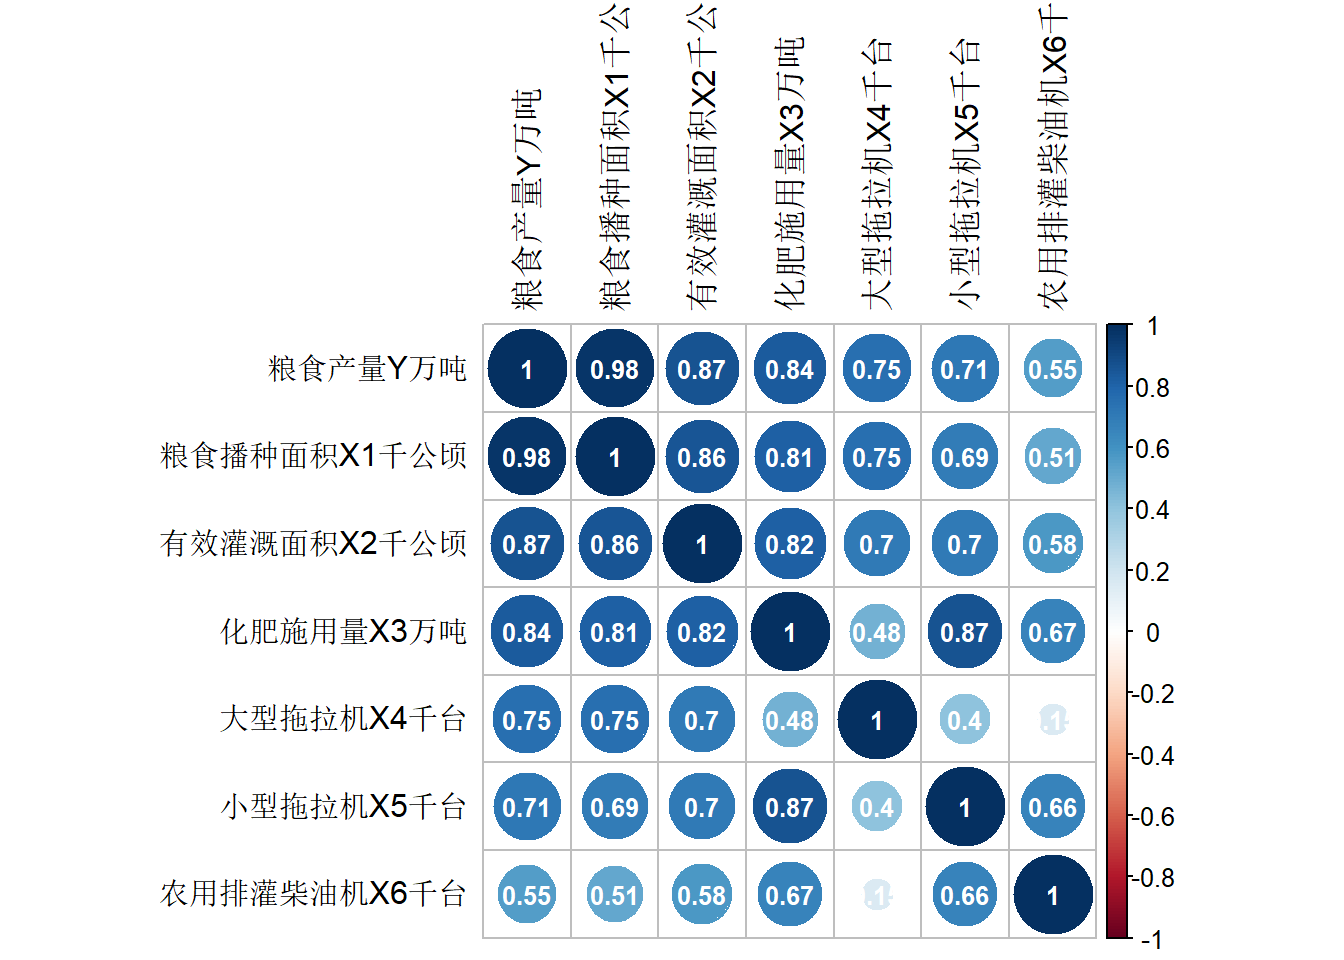 粮食产量Y万吨
粮食播种面积X1千公
有效灌溉面积X2千公
化肥施用量X3万吨
大型拖拉机X4千台
小型拖拉机X5千台
农用排灌柴油机X6千
粮食产量Y万吨 1 0.98 0.87 0.84 0.75 0.71 0.55
粮食播种面积X1千公顷 0.98 1 0.86 0.81 0.75 0.69 0.51
有效灌溉面积X2千公顷 0.87 0.86 1 0.82 0.7 0.7 0.58
化肥施用量X3万吨 0.84 0.81 0.82 1 0.48 0.87 0.67
大型拖拉机X4千台 0.75 0.75 0.7 0.48 1 0.4
小型拖拉机X5千台 0.71 0.69 0.7 0.87 0.4 1 0.66
农用排灌柴油机X6千台 0.55 0.51 0.58 0.67 0.66 1
1
0.8
0.6
0.4
0.2
0
-0.2
-0.4
-0.6
-0.8
-1